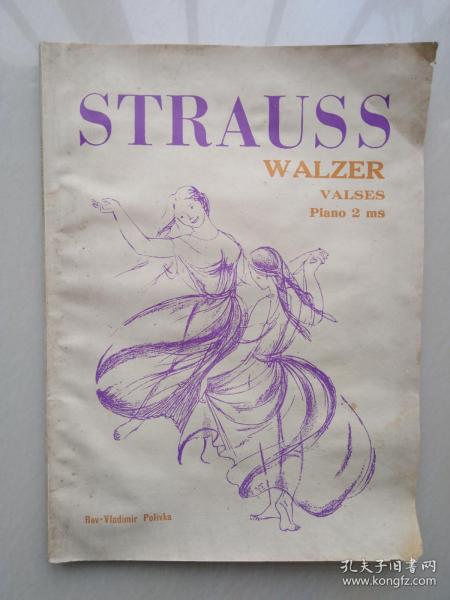 STRAUSS
WALZER
VALSES
Piano 2 ms
Rev-Vladimir Polivka
孔夫子旧书网
www.kongfz.com